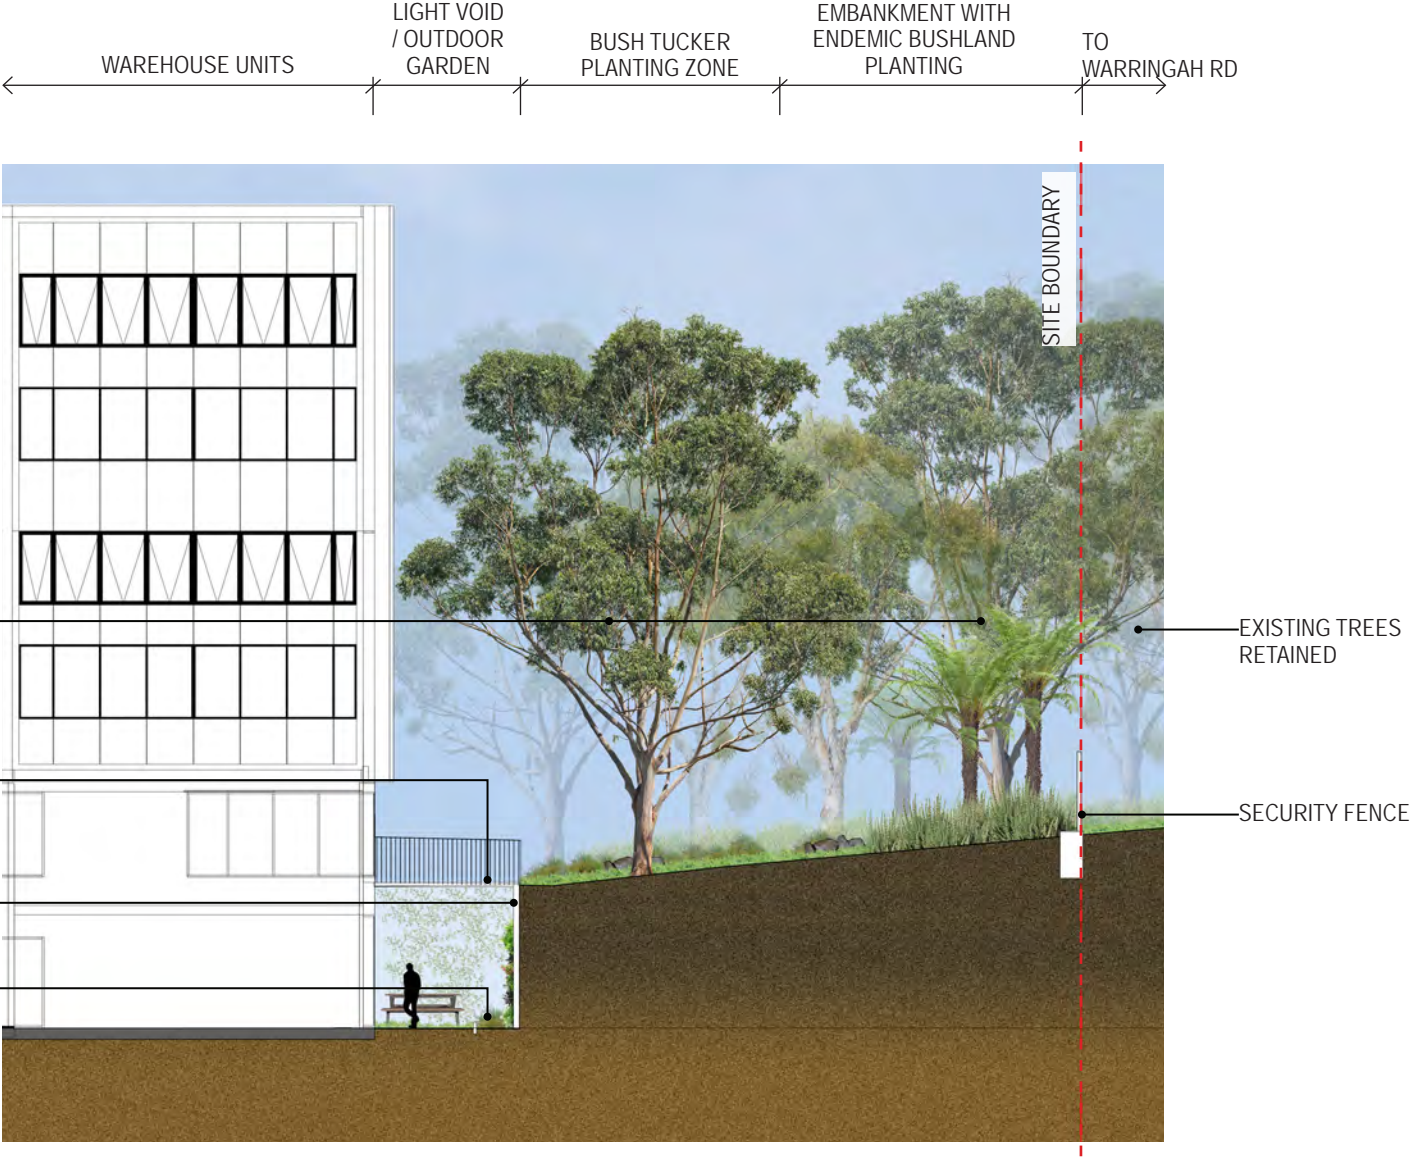 WAREHOUSE UNITS
LIGHT VOID
/ OUTDOOR
GARDEN
BUSH TUCKER
PLANTING ZONE
EMBANKMENT WITH
ENDEMIC BUSHLAND
PLANTING
TO
WARRINGAH RD
SITE BOUNDARY
EXISTING TREES
RETAINED
SECURITY FENCE